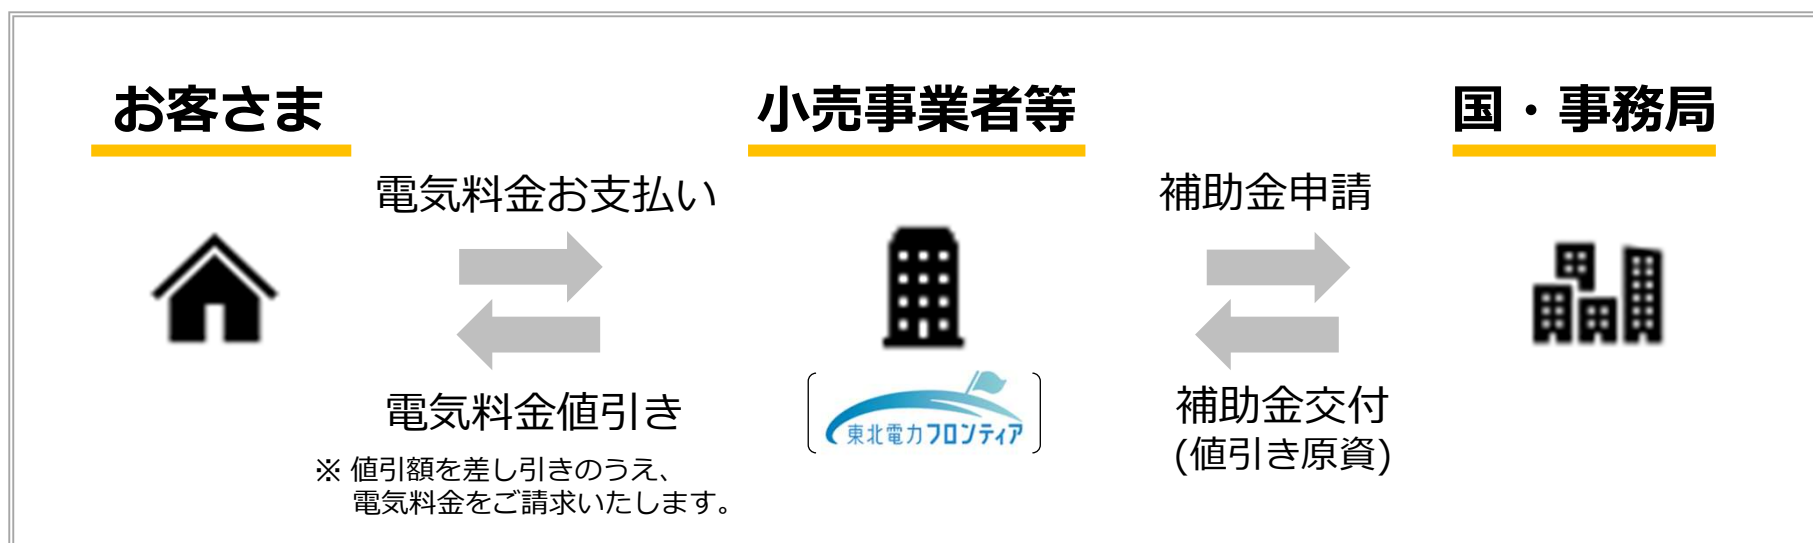 お客さま
小売事業者等
国・事務局
電気料金お支払い
補助金申請
東北電力フロンティア
電気料金値引き
※ 値引額を差し引きのうえ、
電気料金をご請求いたします。
補助金交付
(値引き原資)